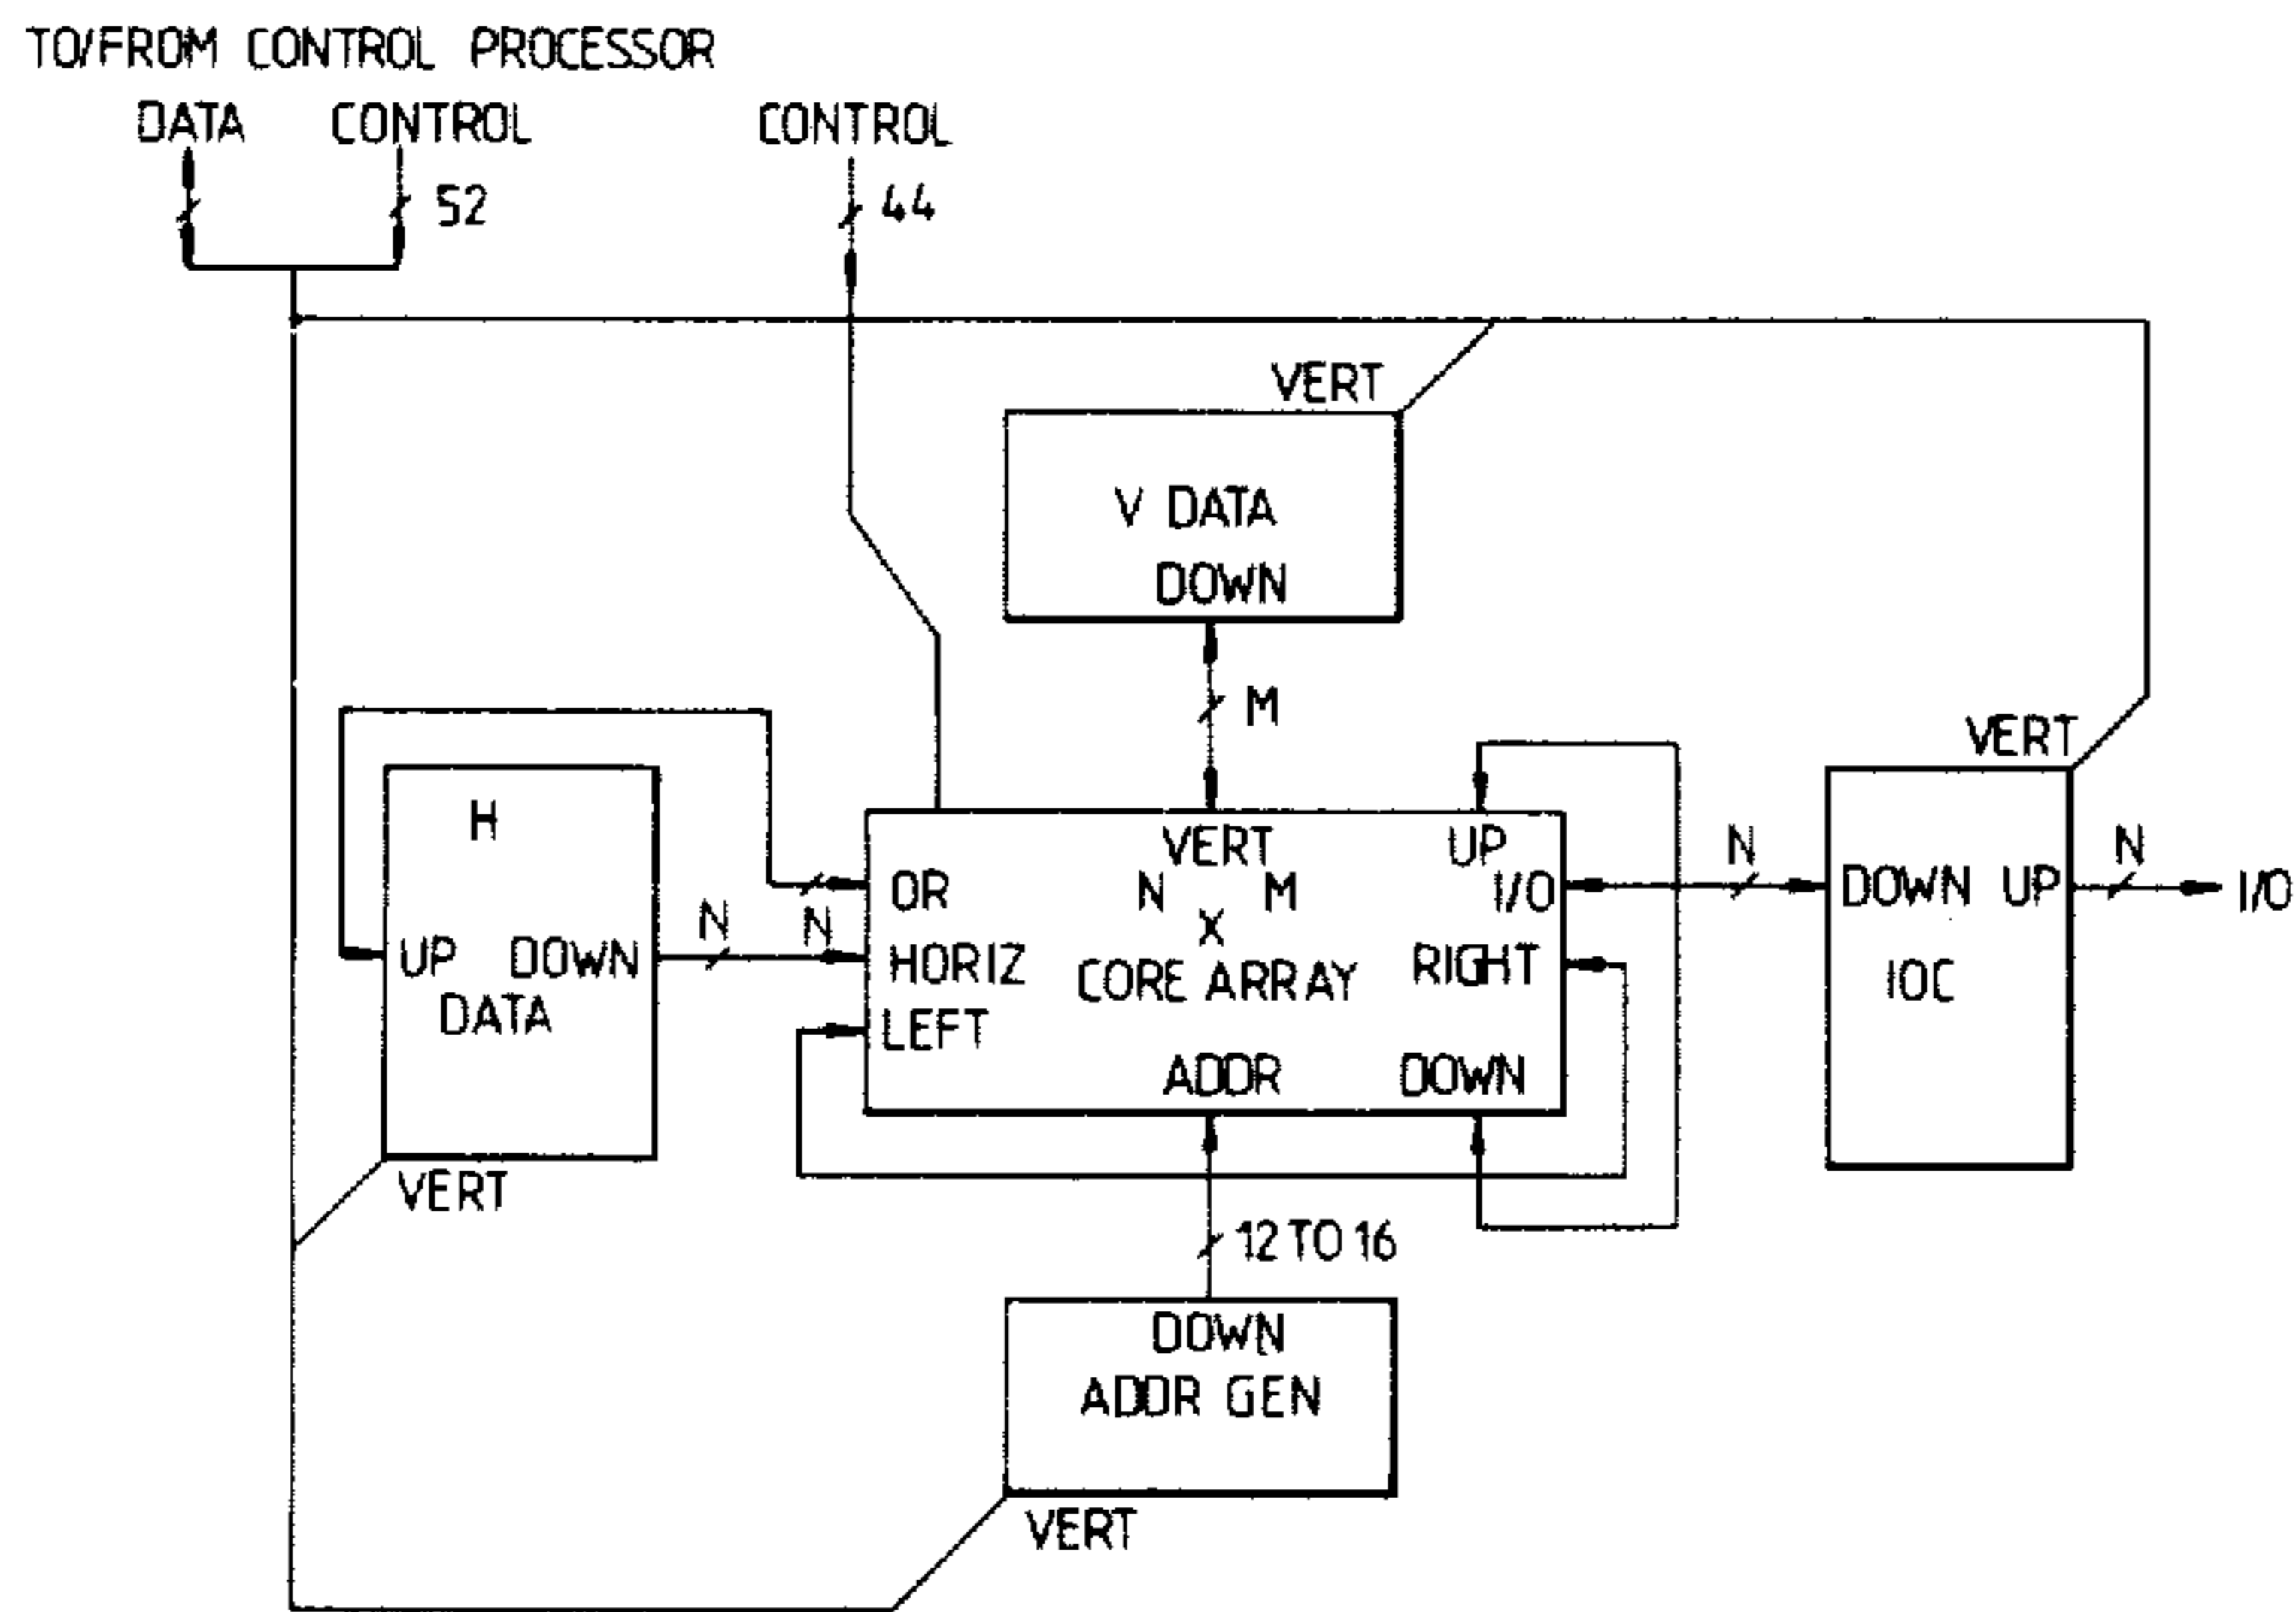 TO/FROM CONTROL PROCESSOR
DATA CONTROL CONTROL
52
44
VERT
V DATA
DOWN
M
VERT
H
UP DOWN
DATA
VERT
N
N
OR
HORIZ
LEFT
VERT
N M
X
CORE ARRAY
ADDR
UP
I/O
RIGHT
DOWN
N
DOWN UP
IOC
N
I/O
12 TO 16
DOWN
ADDR GEN
VERT